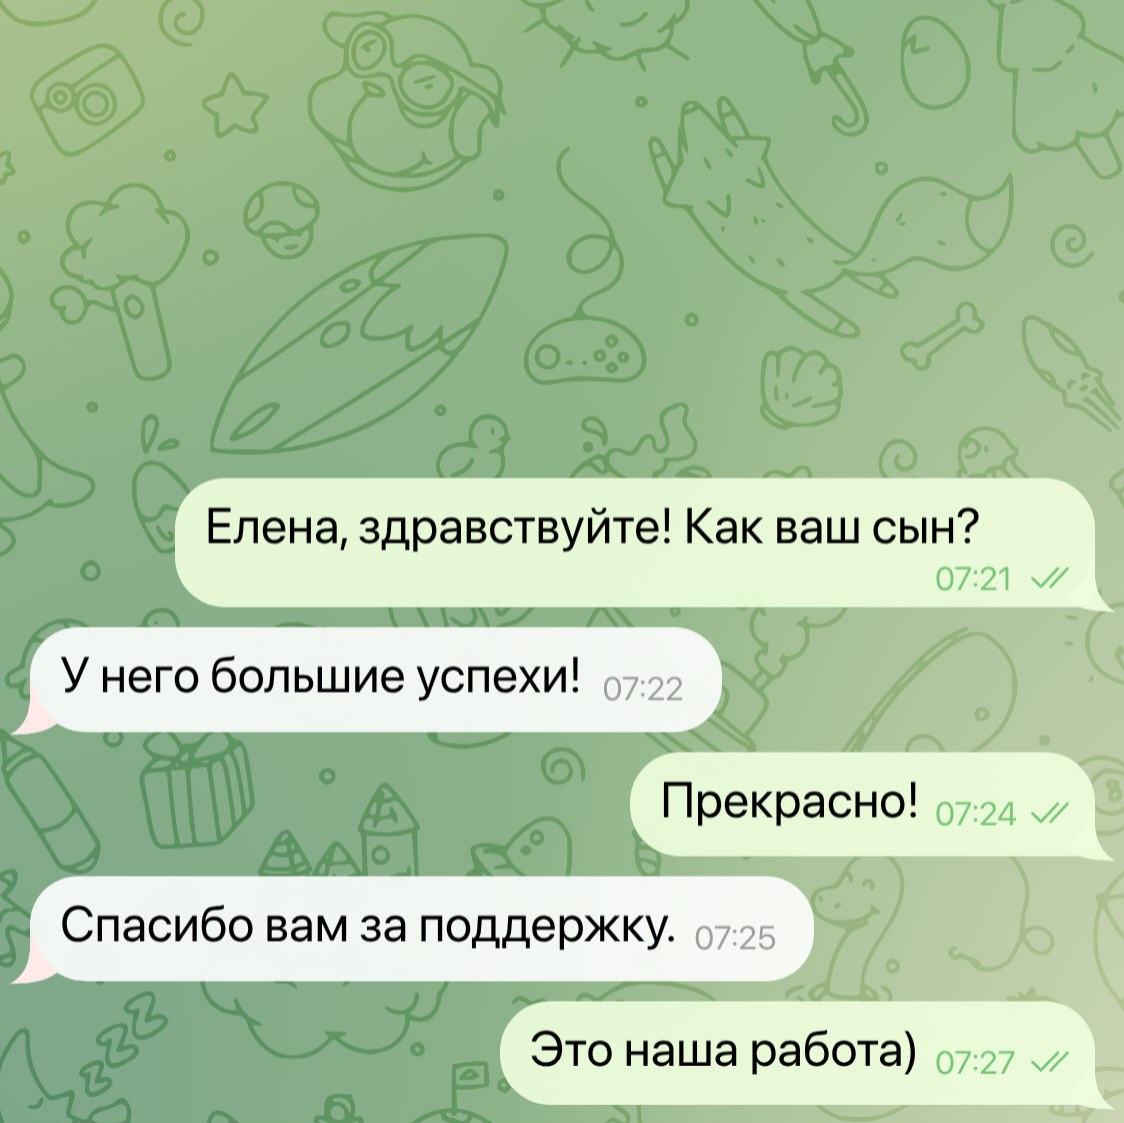 Елена, здравствуйте! Как ваш сын?
07:21
У него большие успехи! 07:22
Прекрасно! 07:24
Спасибо вам за поддержку. 07:25
Это наша работа) 07:27